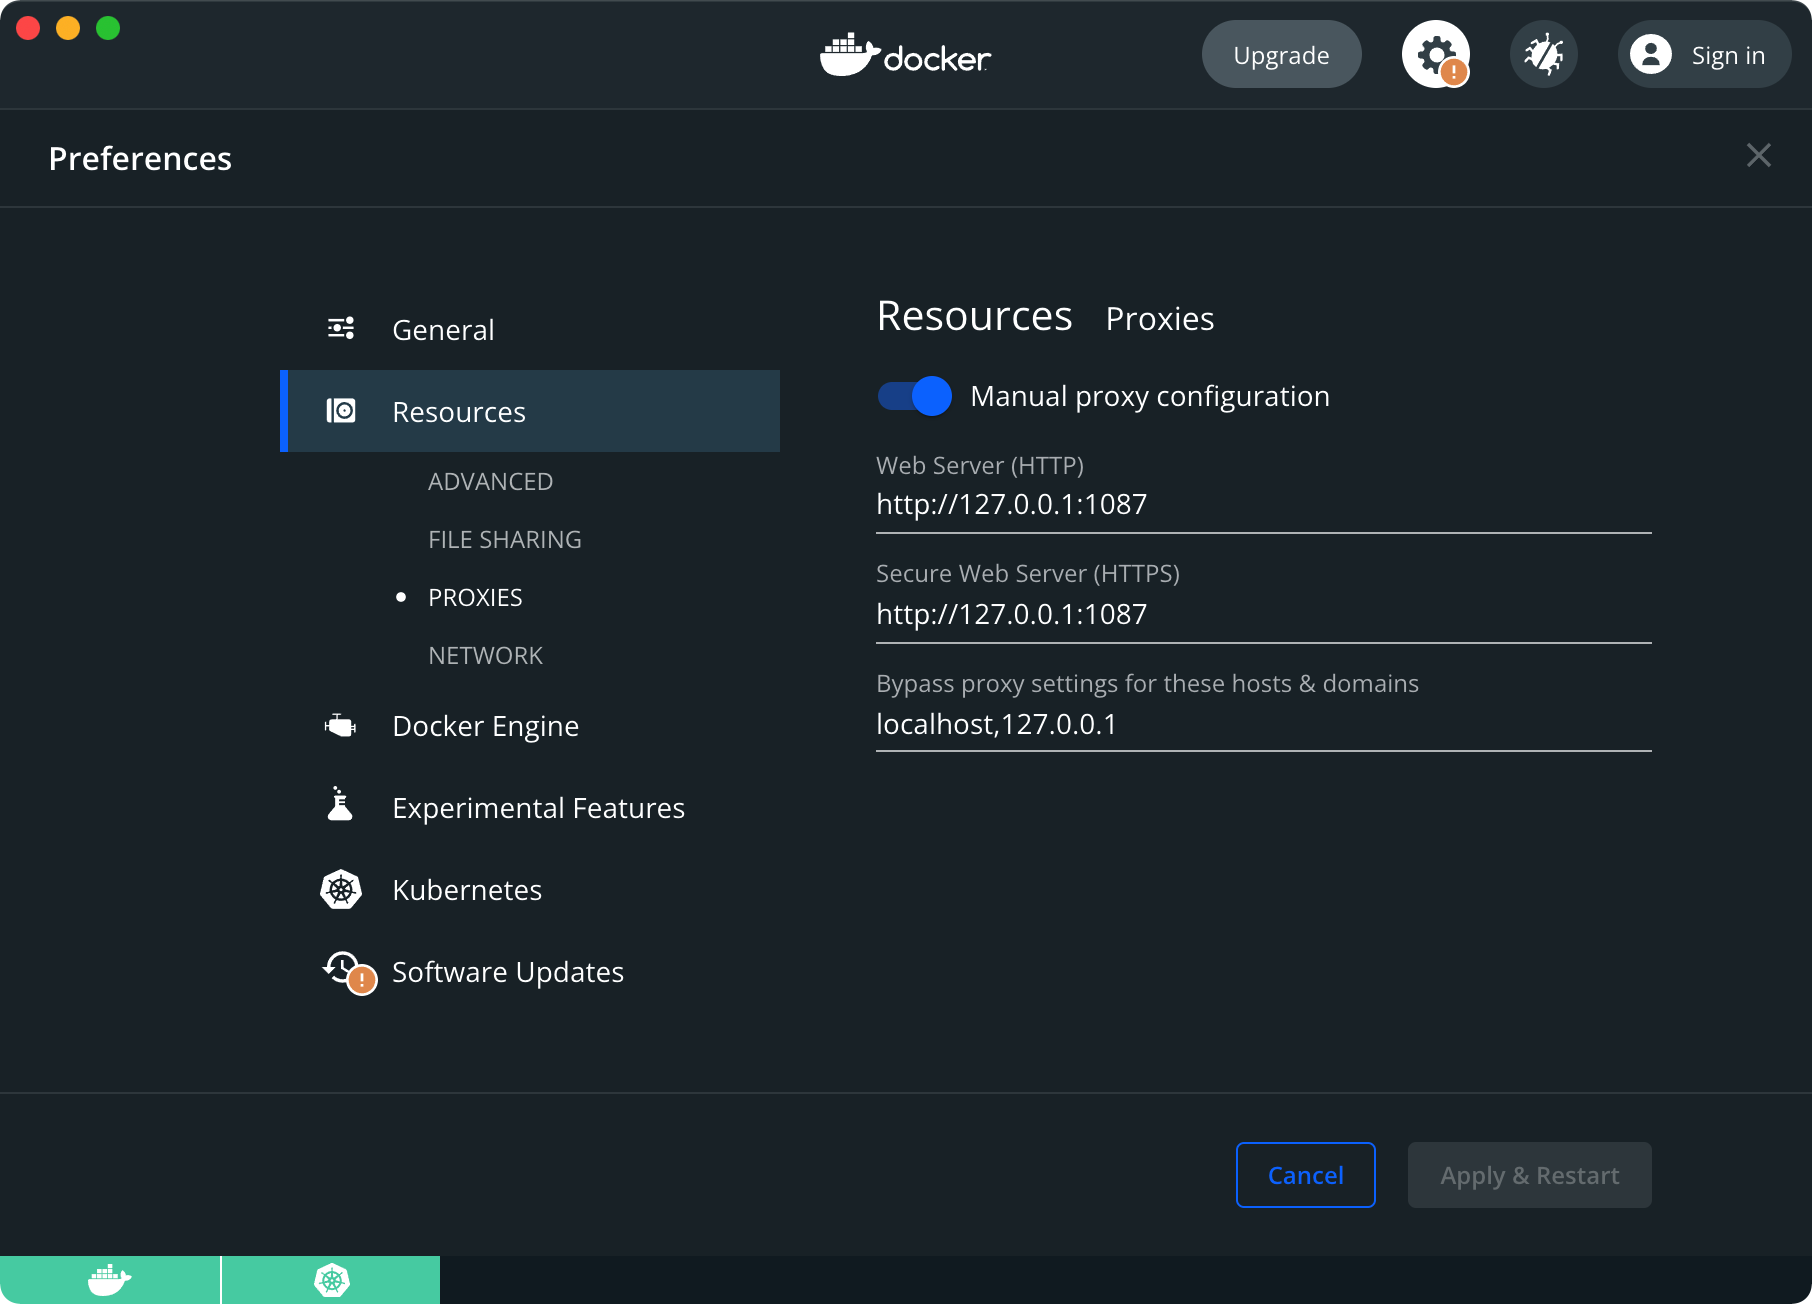 docker
Upgrade
Sign in
Preferences
General
Resources
ADVANCED
FILE SHARING
PROXIES
NETWORK
Docker Engine
Experimental Features
Kubernetes
Software Updates
Resources Proxies
Manual proxy configuration
Web Server (HTTP)
http://127.0.0.1:1087
Secure Web Server (HTTPS)
http://127.0.0.1:1087
Bypass proxy settings for these hosts & domains
localhost,127.0.0.1
Cancel
Apply & Restart